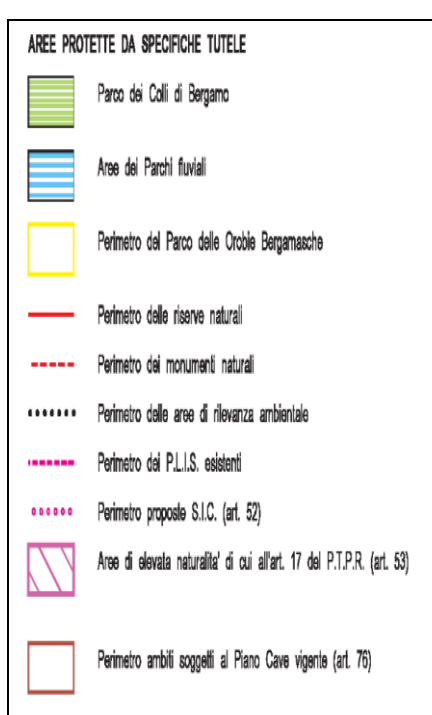 AREE PROTETTE DA SPECIFICHE TUTELE
Parco dei Colli di Bergamo
Aree dei Parchi fluviali
Perimetro del Parco delle Orobie Bergamasche
Perimetro delle riserve naturali
Perimetro dei monumenti naturali
Perimetro delle aree di rilevanza ambientale
Perimetro dei P.L.I.S. esistenti
Perimetro proposte S.I.C. (art. 52)
Aree di elevata naturalita' di cui all'art. 17 del P.T.P.R. (art. 53)
Perimetro ambiti soggetti al Piano Cave vigente (art. 76)